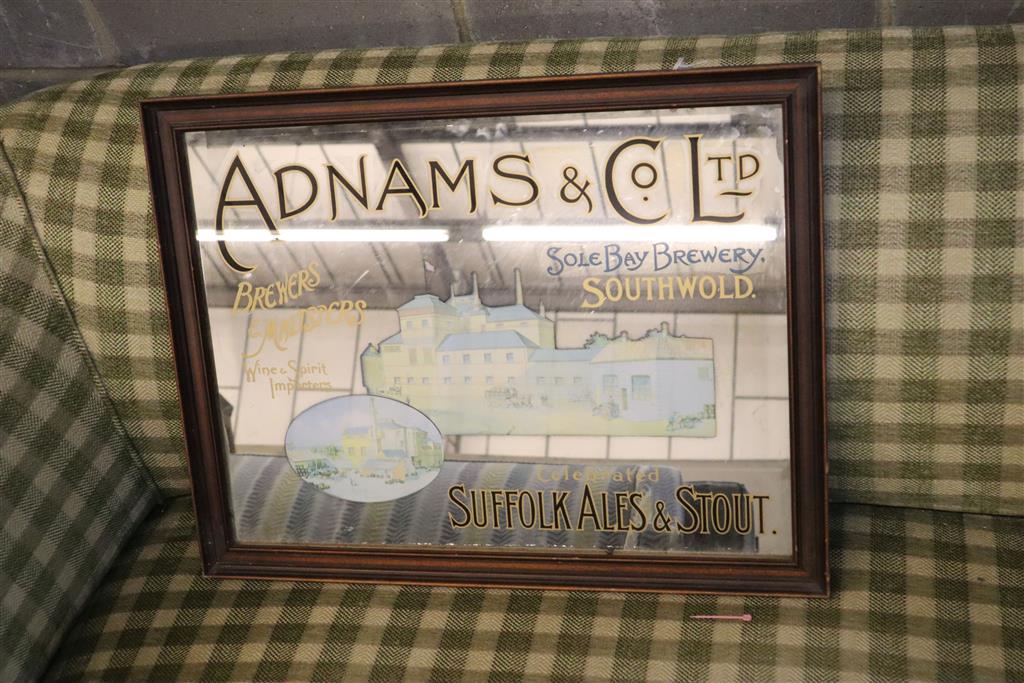 ADNAMS & Co. LTD
SOLE BAY BREWERY.
SOUTHWOLD.
BREWERS
& MALTSTERS
Wine & Spirit
Importers
Celebrated
SUFFOLK ALES & STOUT.